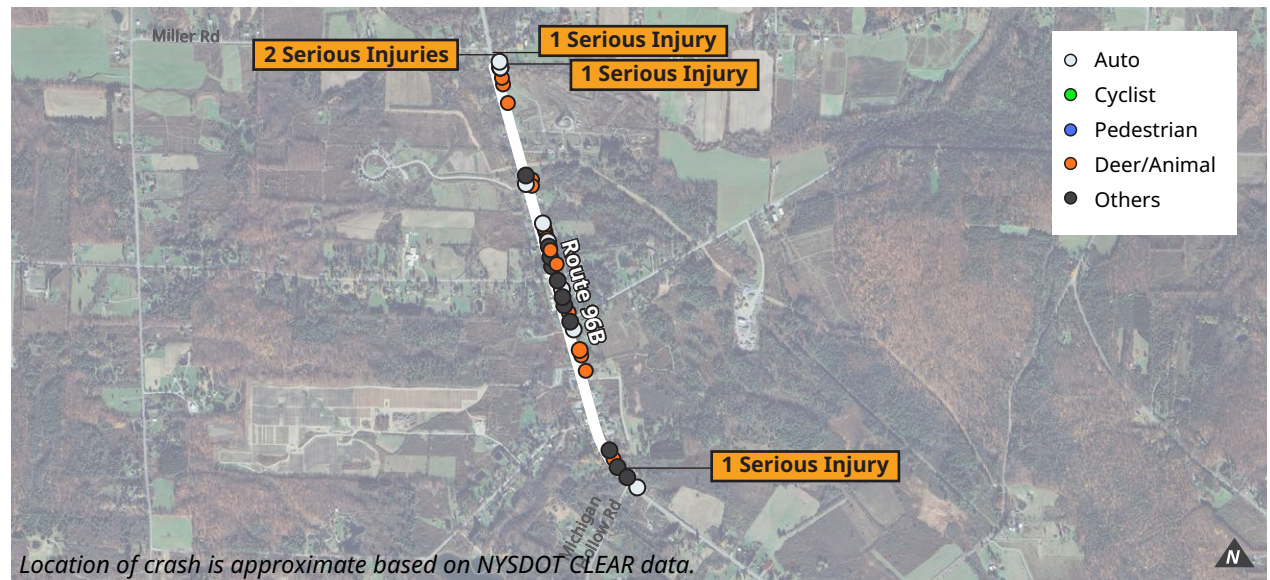 Miller Rd
2 Serious Injuries
1 Serious Injury
1 Serious Injury
Auto
Cyclist
Pedestrian
Deer/Animal
Others
Route 96B
1 Serious Injury
Michigan
Hollow Rd
Location of crash is approximate based on NYSDOT CLEAR data.
N